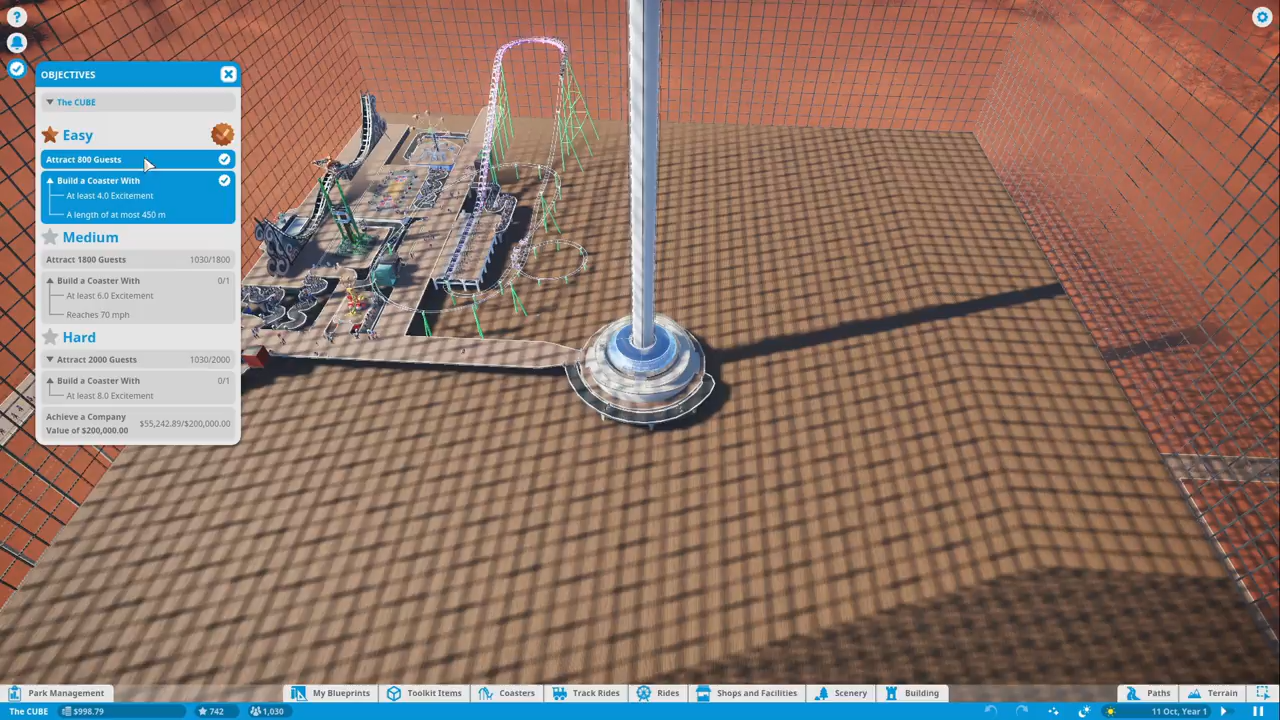 ?
OBJECTIVES
The CUBE
Easy
Attract 800 Guests
Build a Coaster With
At least 4.0 Excitement
A length of at most 450 m
Medium
Attract 1800 Guests 1030/1800
Build a Coaster With 0/1
At least 6.0 Excitement
Reaches 70 mph
Hard
Attract 2000 Guests 1030/2000
Build a Coaster With 0/1
At least 8.0 Excitement
Achieve a Company
Value of $200,000.00 $55,242.89/$200,000.00
Park Management My Blueprints Toolkit Items Coasters Track Rides Rides Shops and Facilities Scenery Building Paths Terrain
The CUBE $998.79 742 1,030 11 Oct, Year 1